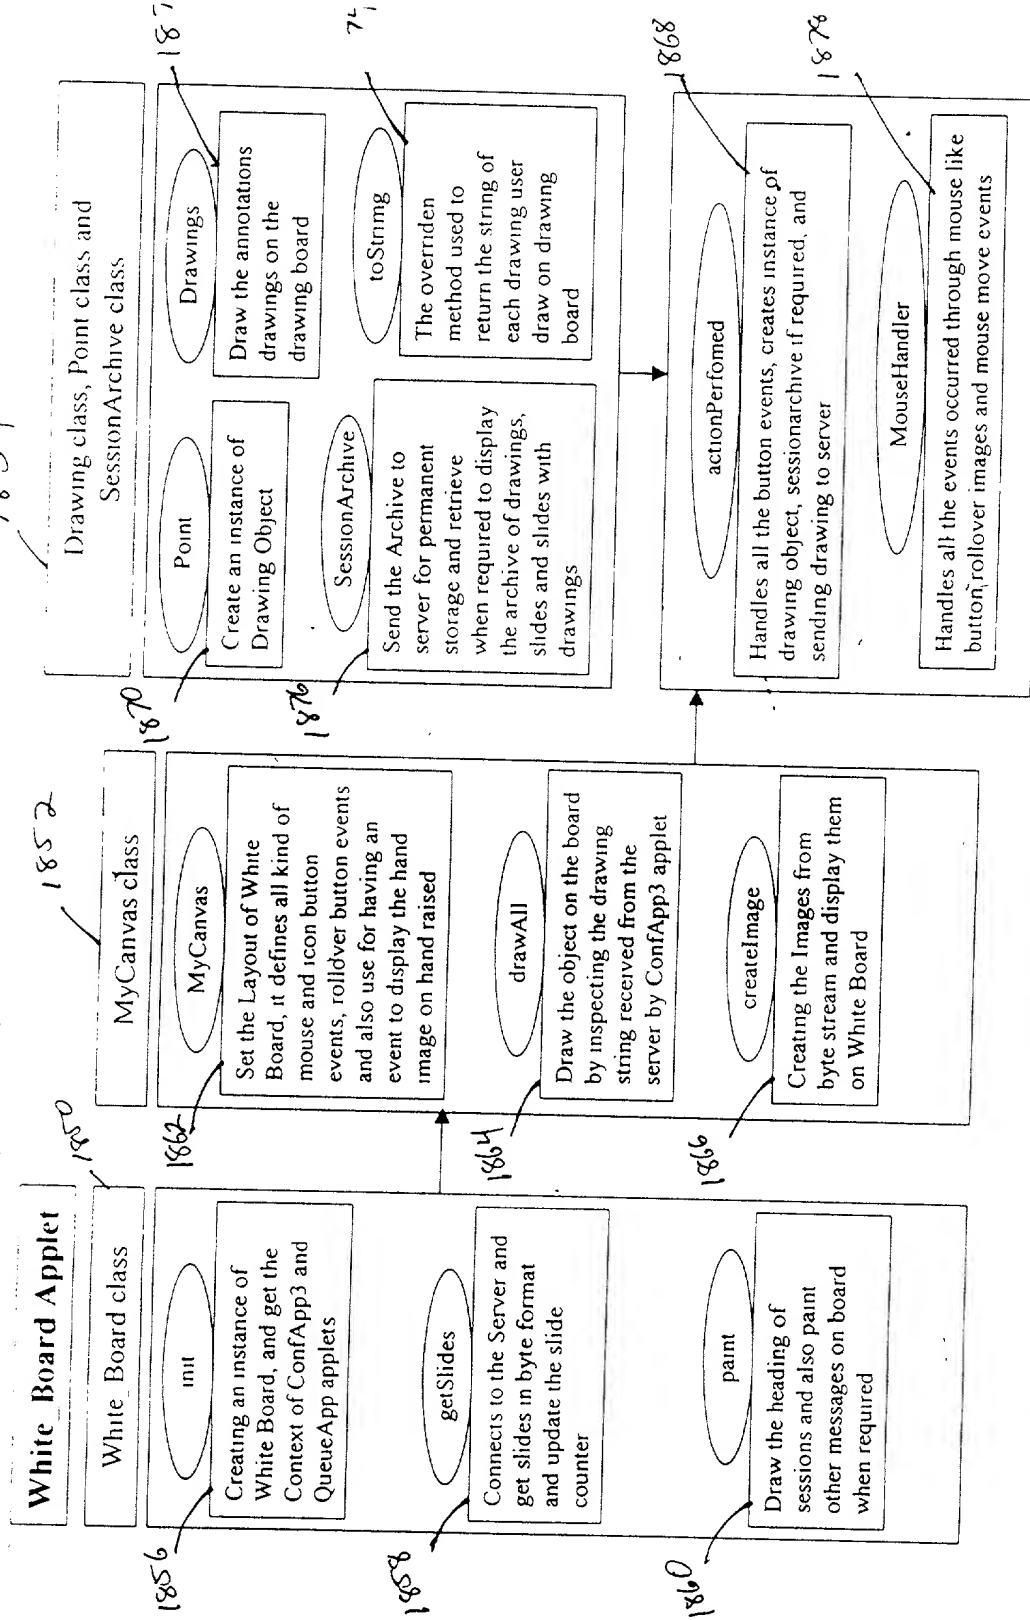 White Board Applet
White Board class
1850
init
1856
Creating an instance of
White Board, and get the
Context of ConfApp3 and
QueueApp applets
getSlides
1858
Connects to the Server and
get slides in byte format
and update the slide
counter
paint
1860
Draw the heading of
sessions and also paint
other messages on board
when required
MyCanvas class
1852
MyCanvas
1862
Set the Layout of White
Board, it defines all kind of
mouse and icon button
events, rolldver button events
and also use for having an
event to display the hand
image on hand raised
drawAll
1864
Draw the object on the board
by inspecting the drawing
string received from the
server by ConfApp3 applet
createImage
1866
Creating the Images from
byte stream and display them
on White Board
Drawing class, Point class and
SessionArchive class
Point
1870
Create an instance of
Drawing Object
Drawings
Draw the annotations
drawings on the
drawing board
SessionArchive
1876
Send the Archive to
server for permanent
storage and retrieve
when required to display
the archive of drawings,
slides and slides with
drawings
toString
The overriden
method used to
return the string of
each drawing user
draw on drawing
board
actionPerfomed
1868
Handles all the button events, creates instance of
drawing object, sessionarchive if required, and
sending drawing to server
MouseHandler
1878
Handles all the events occurred through mouse like
button rollover images and mouse move events